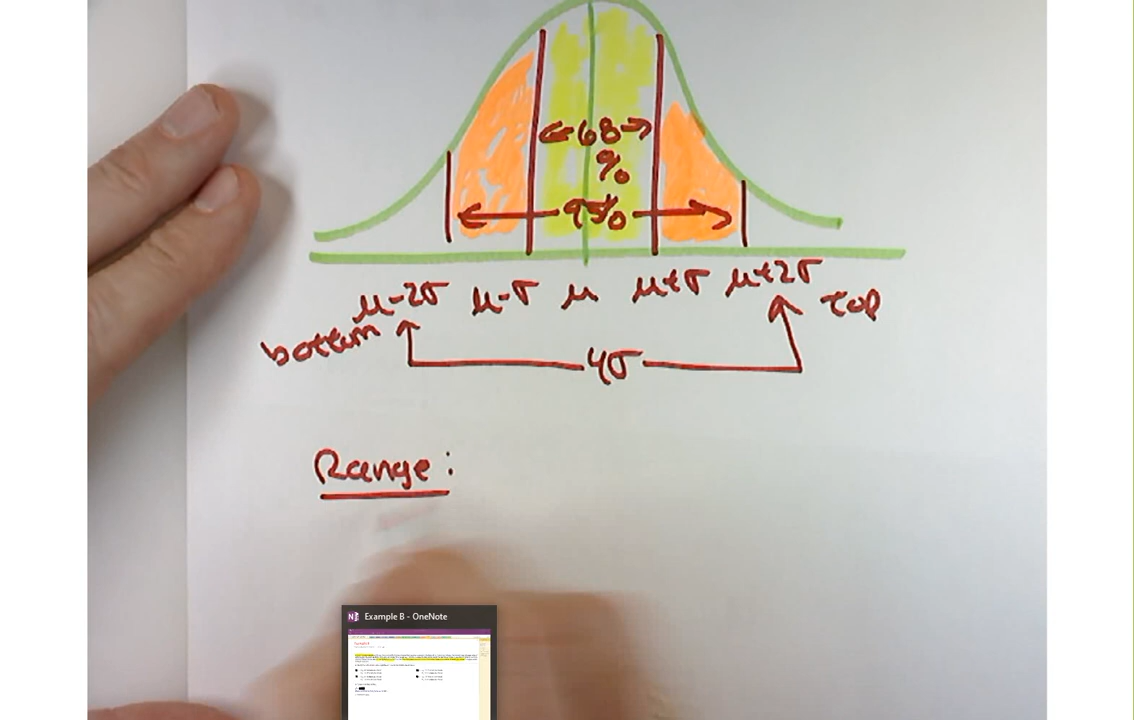 68
%
95%
μ-2σ μ-σ μ μ+σ μ+2σ
bottom top
4σ
Range:
Example B - OneNote